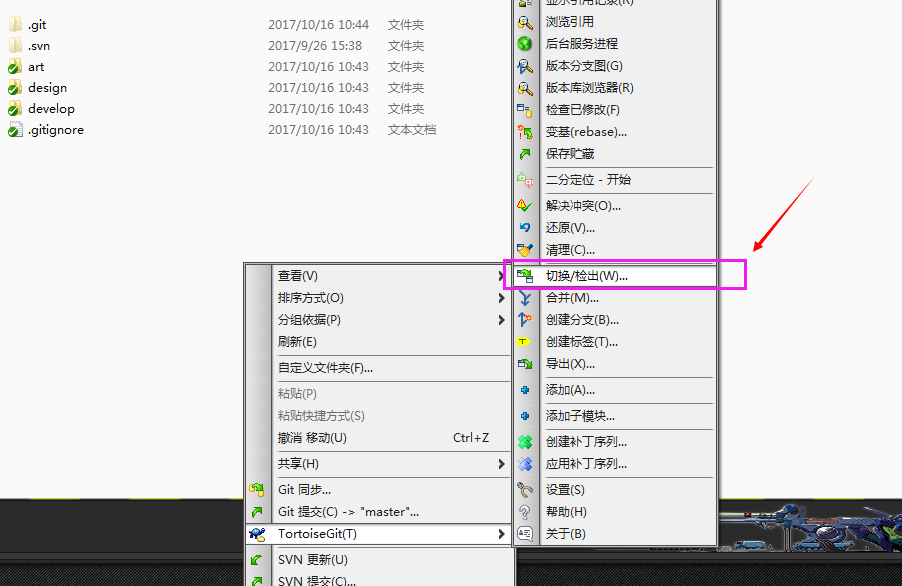 .git 2017/10/16 10:44 文件夹
.svn 2017/9/26 15:38 文件夹
art 2017/10/16 10:43 文件夹
design 2017/10/16 10:43 文件夹
develop 2017/10/16 10:43 文件夹
.gitignore 2017/10/16 10:43 文本文档
查看(V)
排序方式(O)
分组依据(P)
刷新(E)
自定义文件夹(F)...
粘贴(P)
粘贴快捷方式(S)
撤消 移动(U) Ctrl+Z
共享(H)
Git 同步...
Git 提交(C) -> "master"...
TortoiseGit(T)
SVN 更新(U)
SVN 提交(C)...
显示引用记录(R)
浏览引用
后台服务进程
版本分支图(G)
版本库浏览器(R)
检查已修改(F)
变基(rebase)...
保存贮藏
二分定位 - 开始
解决冲突(O)...
还原(V)...
清理(C)...
切换/检出(W)...
合并(M)...
创建分支(B)...
创建标签(T)...
导出(X)...
添加(A)...
添加子模块...
创建补丁序列...
应用补丁序列...
设置(S)
帮助(H)
关于(B)